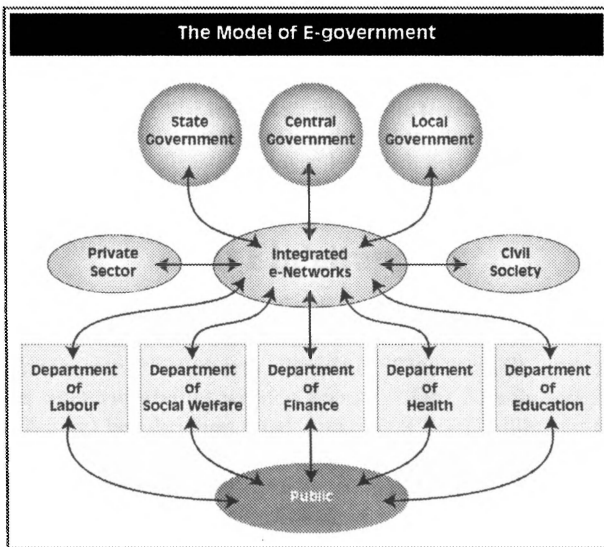 The Model of E-government
State
Government
Central
Government
Local
Government
Private
Sector
Integrated
e-Networks
Civil
Society
Department
of
Labour
Department
of
Social Welfare
Department
of
Finance
Department
of
Health
Department
of
Education
Public